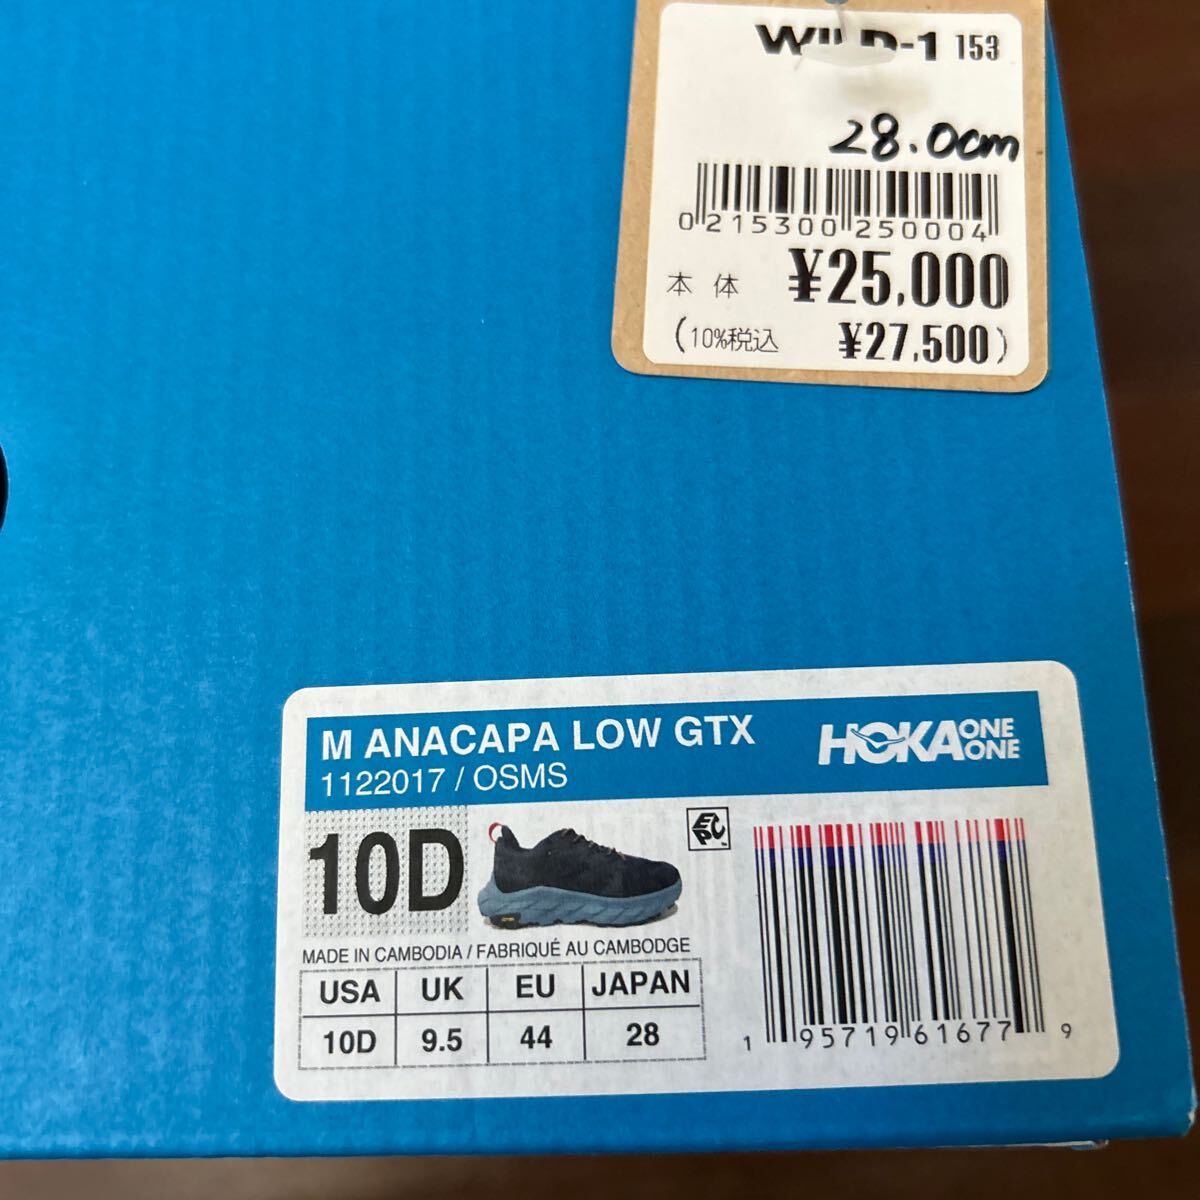 WILD-1 153
28.0cm
0215300250004
本体 ¥25,000
(10%税込 ¥27,500)
M ANACAPA LOW GTX
1122017 / OSMS
HOKA ONE ONE
10D
EPC
MADE IN CAMBODIA / FABRIQUÉ AU CAMBODGE
USA UK EU JAPAN
10D 9.5 44 28
1 95719 61677 9